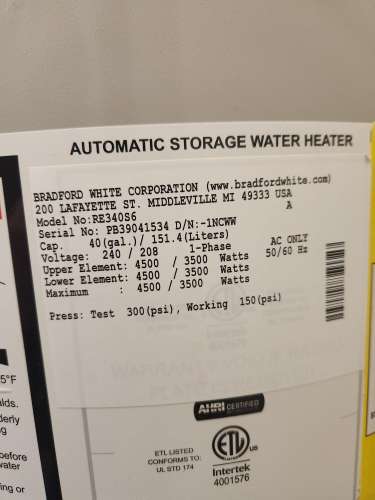 AUTOMATIC STORAGE WATER HEATER
BRADFORD WHITE CORPORATION (www.bradfordwhite.com)
200 LAFAYETTE ST. MIDDLEVILLE MI 49333 USA
Model No:RE340S6 A
Serial No: PB39041534 D/N:-1NCWW
Cap. 40(gal.)/ 151.4(Liters)
Voltage: 240 / 208 1-Phase AC ONLY
Upper Element: 4500 / 3500 Watts 50/60 Hz
Lower Element: 4500 / 3500 Watts
Maximum : 4500 / 3500 Watts
Press: Test 300(psi), Working 150(psi)
5°F
lds.
derly
g
before
water
ing or
AHRI CERTIFIED
ETL LISTED
CONFORMS TO:
UL STD 174
ETL
US
Intertek
4001576